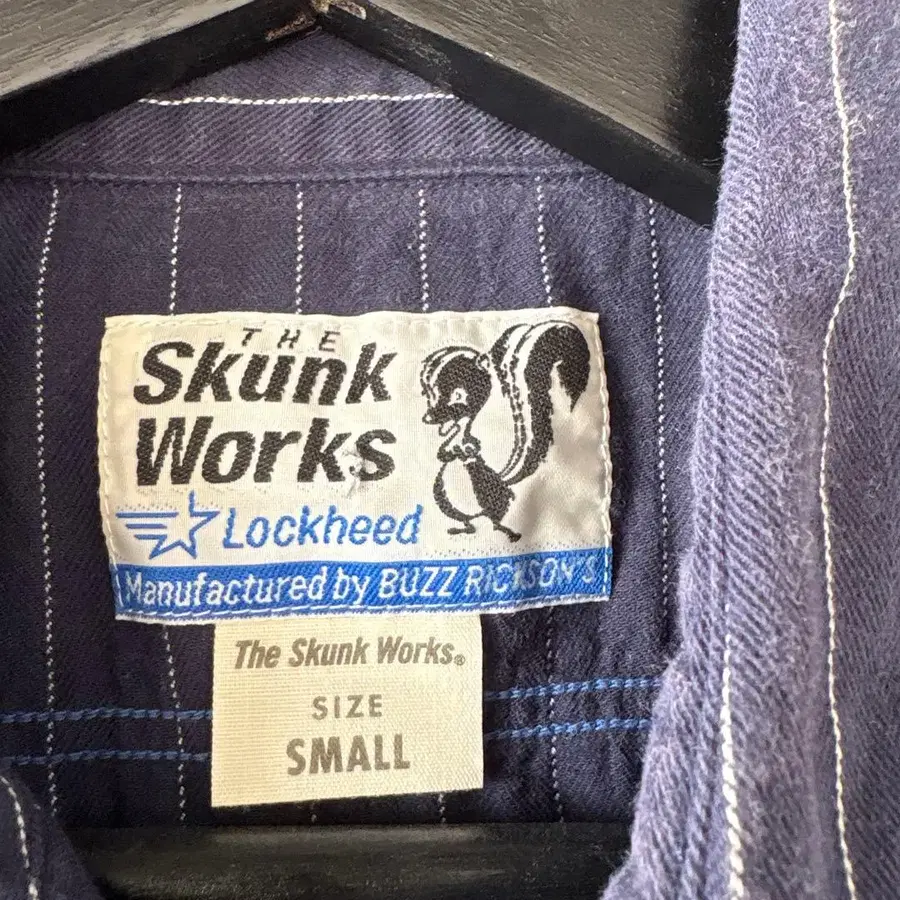 THE
Skunk
Works
Lockheed
Manufactured by BUZZ RICKSON'S
The Skunk Works®
SIZE
SMALL